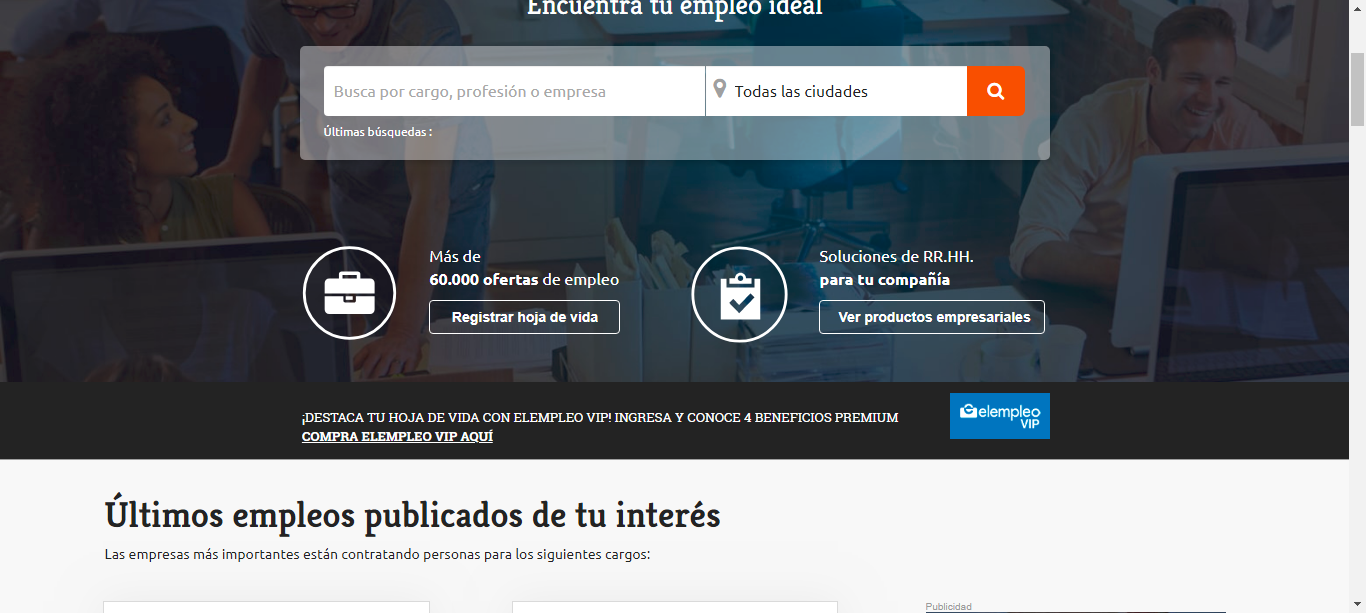 Encuentra tu empleo ideal
Busca por cargo, profesión o empresa
Todas las ciudades
Últimas búsquedas :
Más de
60.000 ofertas de empleo
Registrar hoja de vida
Soluciones de RR.HH.
para tu compañía
Ver productos empresariales
¡DESTACA TU HOJA DE VIDA CON ELEMPLEO VIP! INGRESA Y CONOCE 4 BENEFICIOS PREMIUM
COMPRA ELEMPLEO VIP AQUÍ
elempleo
VIP
Últimos empleos publicados de tu interés
Las empresas más importantes están contratando personas para los siguientes cargos:
Publicidad